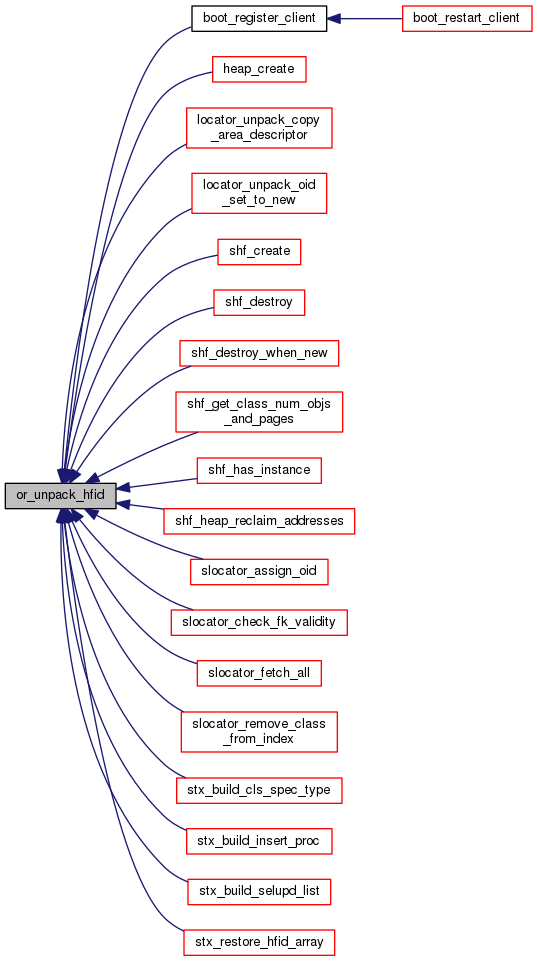 boot_register_client
boot_restart_client
heap_create
locator_unpack_copy
_area_descriptor
locator_unpack_oid
_set_to_new
shf_create
shf_destroy
shf_destroy_when_new
shf_get_class_num_objs
_and_pages
shf_has_instance
or_unpack_hfid
shf_heap_reclaim_addresses
slocator_assign_oid
slocator_check_fk_validity
slocator_fetch_all
slocator_remove_class
_from_index
stx_build_cls_spec_type
stx_build_insert_proc
stx_build_selupd_list
stx_restore_hfid_array